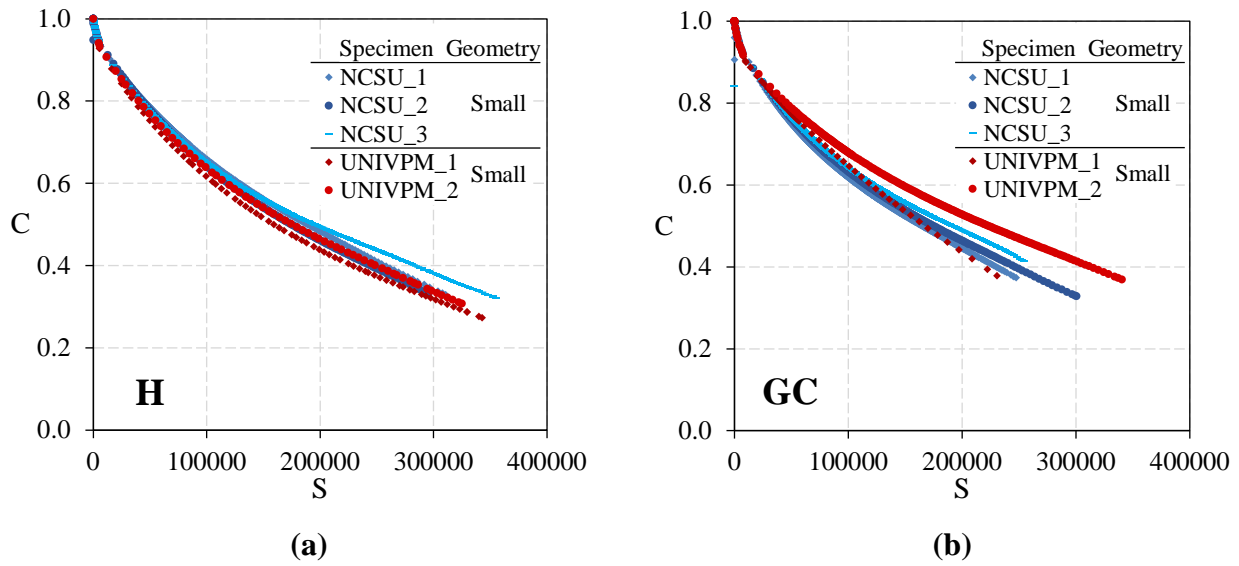 1.0
0.8
0.6
C
0.4
0.2
0.0
0
100000
200000
300000
400000
S
Specimen Geometry
NCSU_1
NCSU_2
Small
NCSU_3
UNIVPM_1
Small
UNIVPM_2
H
(a)
1.0
0.8
0.6
C
0.4
0.2
0.0
0
100000
200000
300000
400000
S
Specimen Geometry
NCSU_1
NCSU_2
Small
NCSU_3
UNIVPM_1
Small
UNIVPM_2
GC
(b)